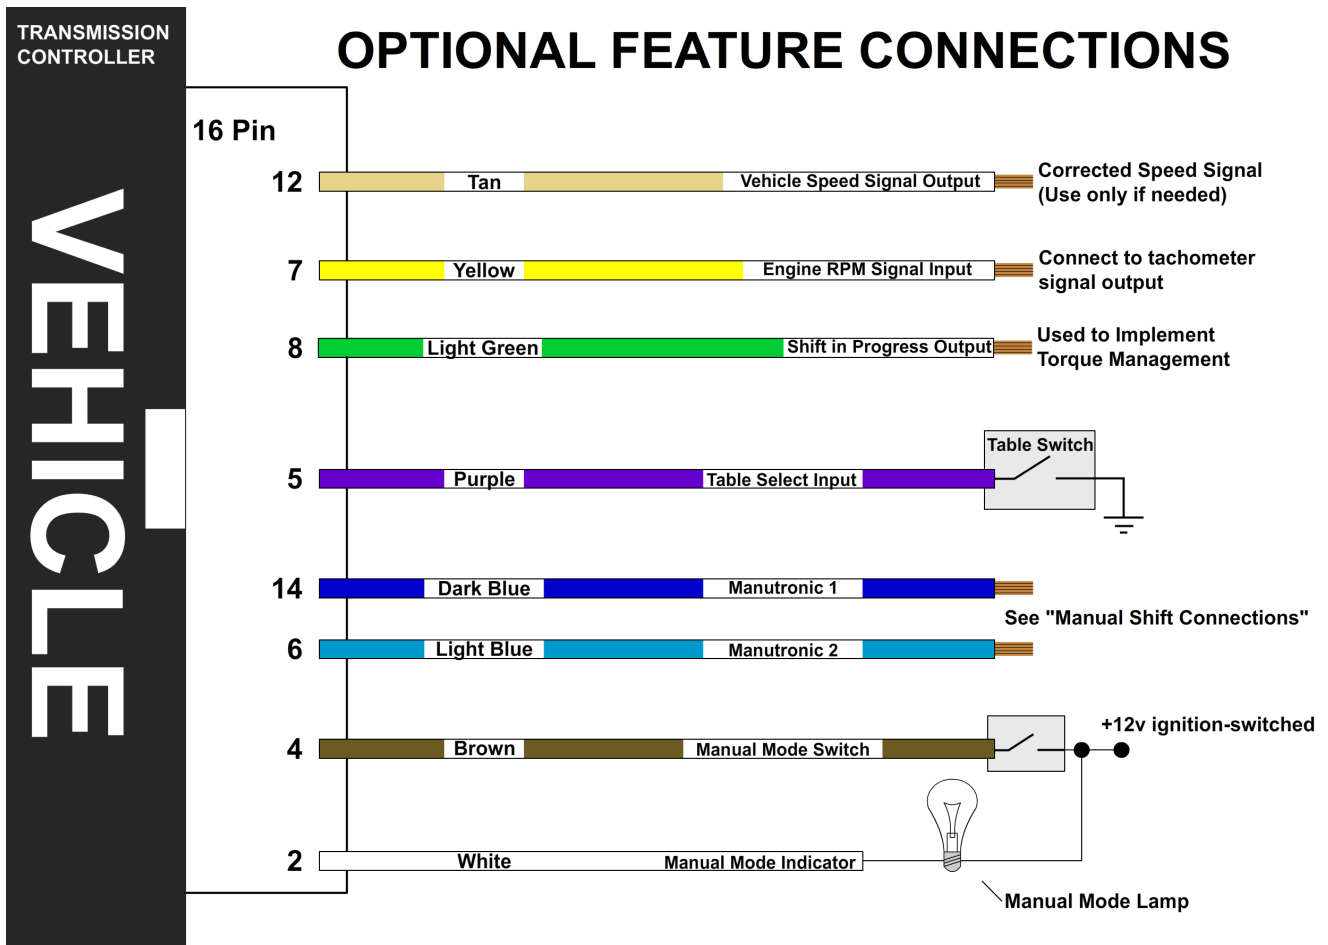 TRANSMISSION
CONTROLLER
OPTIONAL FEATURE CONNECTIONS
VEHICLE
16 Pin
12 Tan Vehicle Speed Signal Output
Corrected Speed Signal
(Use only if needed)
7 Yellow Engine RPM Signal Input
Connect to tachometer
signal output
8 Light Green Shift in Progress Output
Used to Implement
Torque Management
Table Switch
5 Purple Table Select Input
14 Dark Blue Manutronic 1
See "Manual Shift Connections"
6 Light Blue Manutronic 2
+12v ignition-switched
4 Brown Manual Mode Switch
2 White Manual Mode Indicator
Manual Mode Lamp